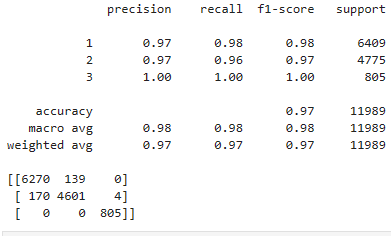 precision recall f1-score support
1 0.97 0.98 0.98 6409
2 0.97 0.96 0.97 4775
3 1.00 1.00 1.00 805
accuracy 0.97 11989
macro avg 0.98 0.98 0.98 11989
weighted avg 0.97 0.97 0.97 11989
[[6270 139 0]
[ 170 4601 4]
[ 0 0 805]]